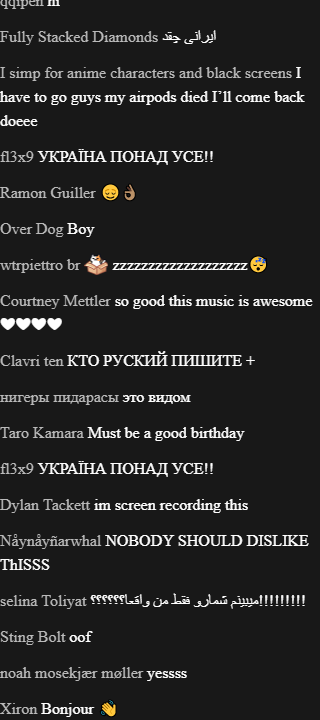 qqipen m
Fully Stacked Diamonds ایرانی چقد
I simp for anime characters and black screens I
have to go guys my airpods died I’ll come back
doeee
fl3x9 УКРАЇНА ПОНАД УСЕ!!
Ramon Guiller 😔👌🏾
Over Dog Boy
wtrpiettro br zzzzzzzzzzzzzzzzzzz😴
Courtney Mettler so good this music is awesome
🤍🤍🤍🤍
Clavri ten КТО РУСКИЙ ПИШИТЕ +
нигеры пидарасы это видом
Taro Kamara Must be a good birthday
fl3x9 УКРАЇНА ПОНАД УСЕ!!
Dylan Tackett im screen recording this
Nåynåyñarwhal NOBODY SHOULD DISLIKE
ThISSS
selina Toliyat میبینم شمارو فقط من واقعا؟؟؟؟؟؟!!!!!!!!!
Sting Bolt oof
noah mosekjær møller yessss
Xiron Bonjour 👋